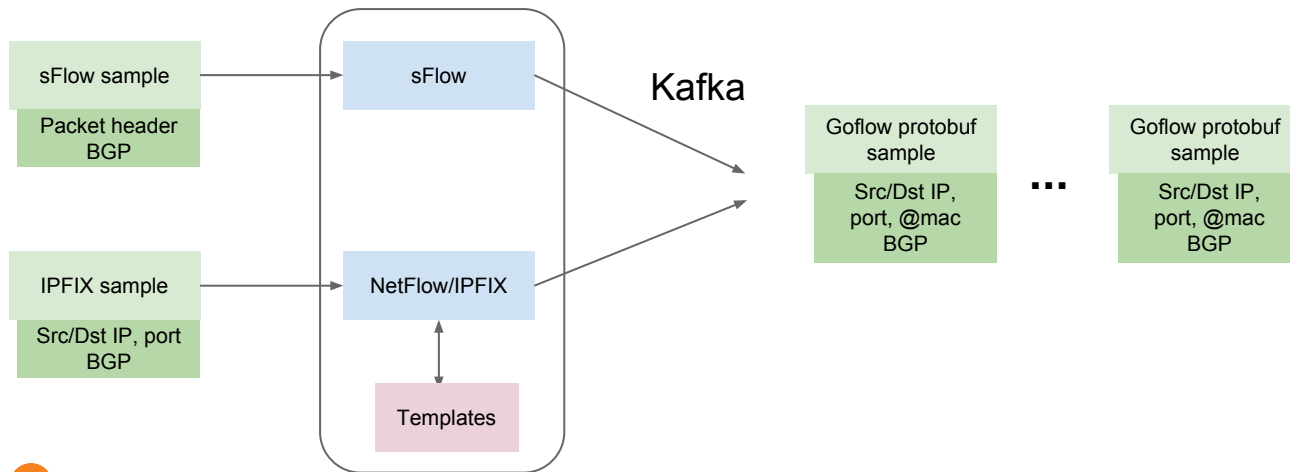 sFlow sample
Packet header
BGP
sFlow
Kafka
Goflow protobuf
sample
Src/Dst IP,
port, @mac
BGP
...
Goflow protobuf
sample
Src/Dst IP,
port, @mac
BGP
IPFIX sample
Src/Dst IP, port
BGP
NetFlow/IPFIX
Templates